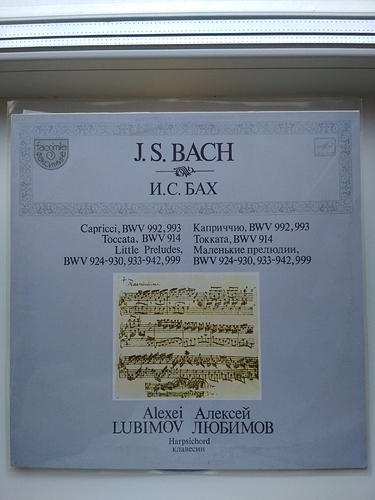 facsimile
факсимиле
J. S. BACH
И. С. БАХ
Capricci, BWV 992, 993 Каприччио, BWV 992, 993
Toccata, BWV 914 Токката, BWV 914
Little Preludes, Маленькие прелюдии,
BWV 924-930, 933-942, 999 BWV 924-930, 933-942, 999
Alexei Алексей
LUBIMOV ЛЮБИМОВ
Harpsichord
клавесин